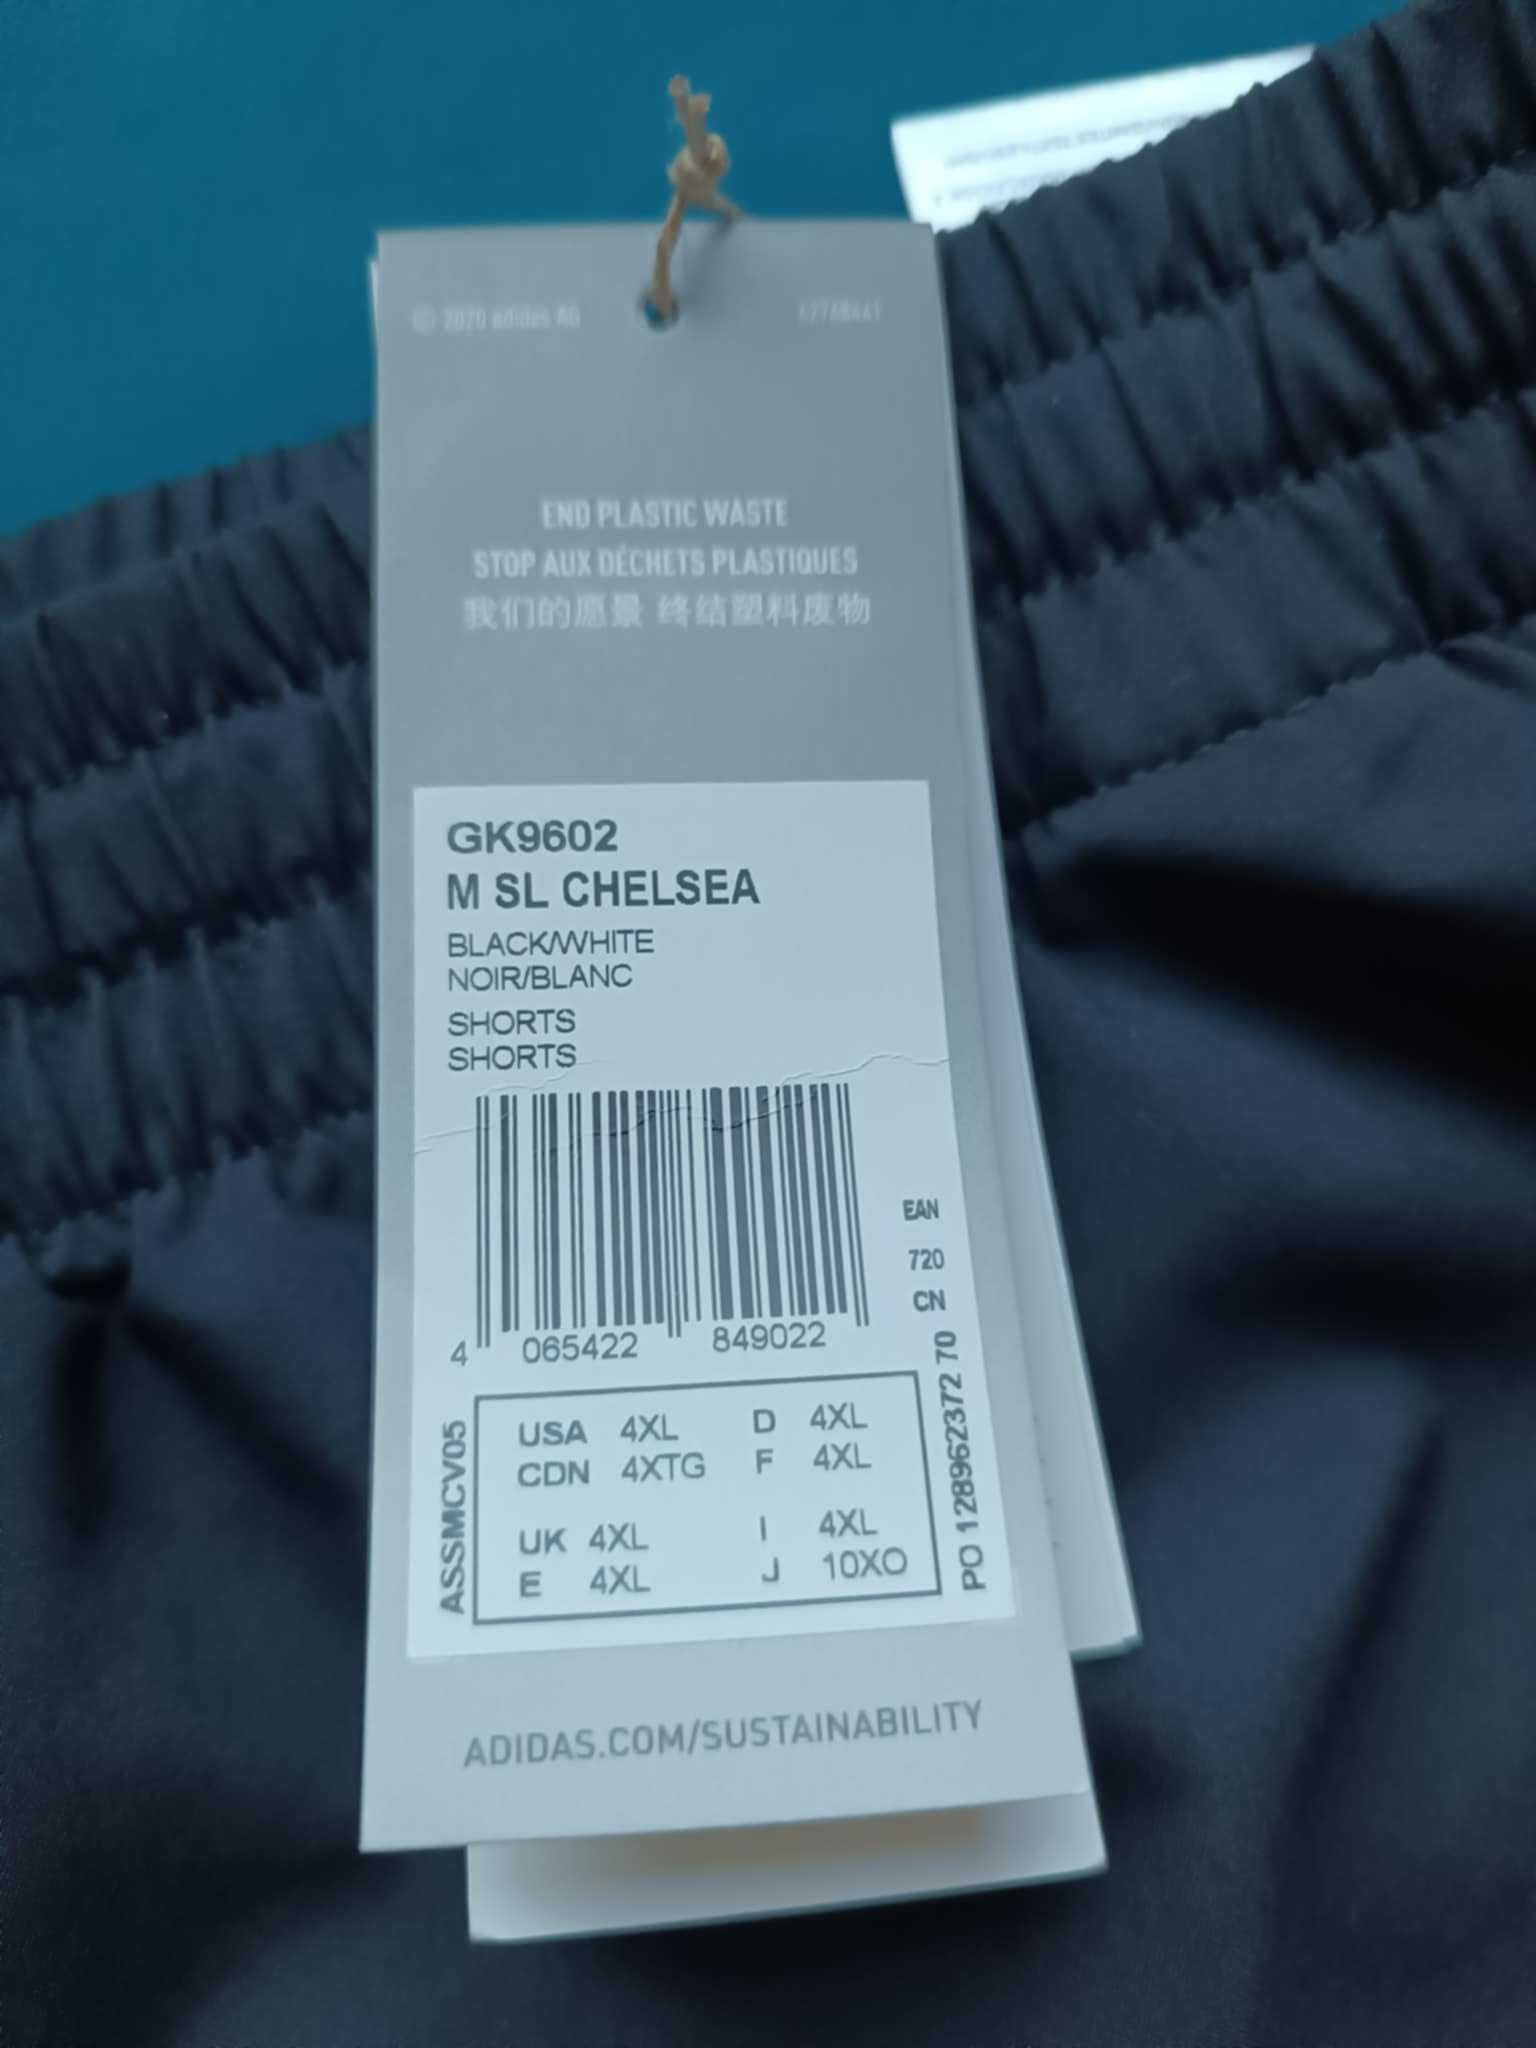 © 2020 adidas AG
END PLASTIC WASTE
STOP AUX DÉCHETS PLASTIQUES
我们的愿景 终结塑料废物
GK9602
M SL CHELSEA
BLACK/WHITE
NOIR/BLANC
SHORTS
SHORTS
EAN
720
CN
4 065422 849022
ASSMCV05
USA 4XL D 4XL
CDN 4XTG F 4XL
UK 4XL I 4XL
E 4XL J 10XO
PO 128962372 70
ADIDAS.COM/SUSTAINABILITY